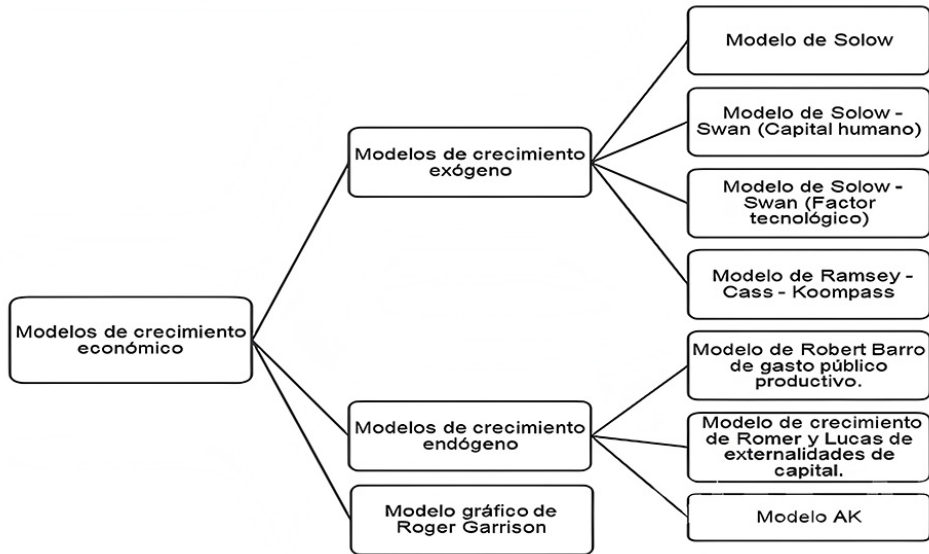 Modelos de crecimiento
económico
Modelos de crecimiento
exógeno
Modelo de Solow
Modelo de Solow -
Swan (Capital humano)
Modelo de Solow -
Swan (Factor
tecnológico)
Modelo de Ramsey -
Cass - Koompass
Modelos de crecimiento
endógeno
Modelo de Robert Barro
de gasto público
productivo.
Modelo de crecimiento
de Romer y Lucas de
externalidades de
capital.
Modelo AK
Modelo gráfico de
Roger Garrison